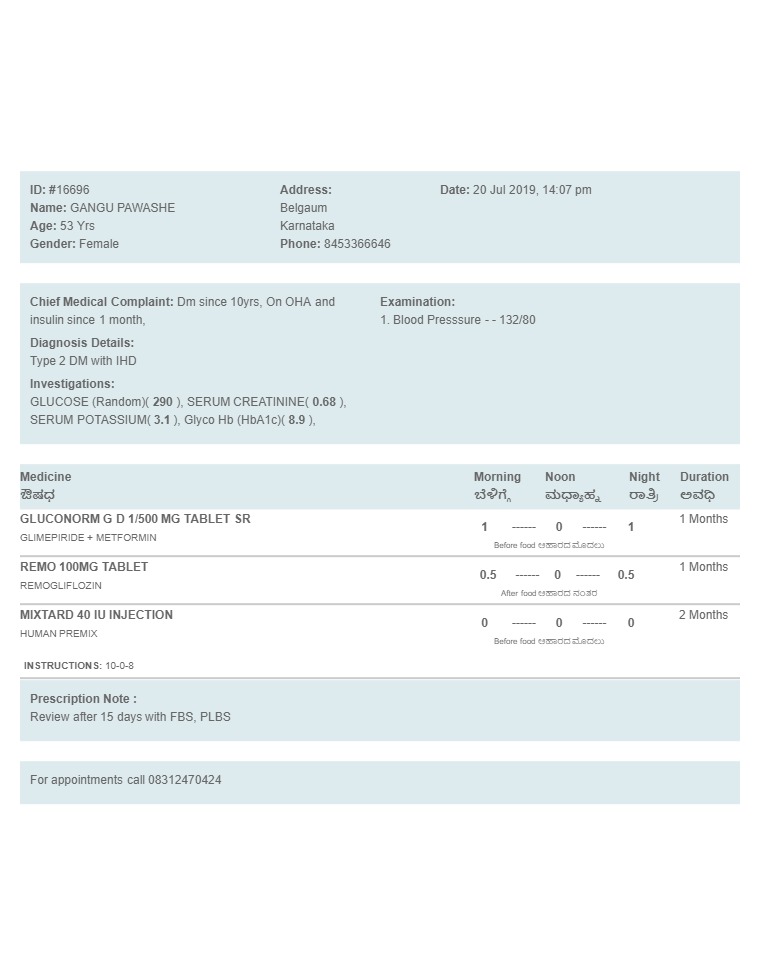 ID: #16696
Name: GANGU PAWASHE
Age: 53 Yrs
Gender: Female
Address:
Belgaum
Karnataka
Phone: 8453366646
Date: 20 Jul 2019, 14:07 pm
Chief Medical Complaint: Dm since 10yrs, On OHA and
insulin since 1 month,
Diagnosis Details:
Type 2 DM with IHD
Investigations:
GLUCOSE (Random)( 290 ), SERUM CREATININE( 0.68 ),
SERUM POTASSIUM( 3.1 ), Glyco Hb (HbA1c)( 8.9 ),
Examination:
1. Blood Presssure - - 132/80
Medicine Morning Noon Night Duration
ಔಷಧ ಬೆಳಿಗ್ಗೆ ಮಧ್ಯಾಹ್ನ ರಾತ್ರಿ ಅವಧಿ
GLUCONORM G D 1/500 MG TABLET SR 1 ------ 0 ------ 1 1 Months
GLIMEPIRIDE + METFORMIN Before food ಆಹಾರದ ಮೊದಲು
REMO 100MG TABLET 0.5 ------ 0 ------ 0.5 1 Months
REMOGLIFLOZIN After food ಆಹಾರದ ನಂತರ
MIXTARD 40 IU INJECTION 0 ------ 0 ------ 0 2 Months
HUMAN PREMIX Before food ಆಹಾರದ ಮೊದಲು
INSTRUCTIONS: 10-0-8
Prescription Note :
Review after 15 days with FBS, PLBS
For appointments call 08312470424